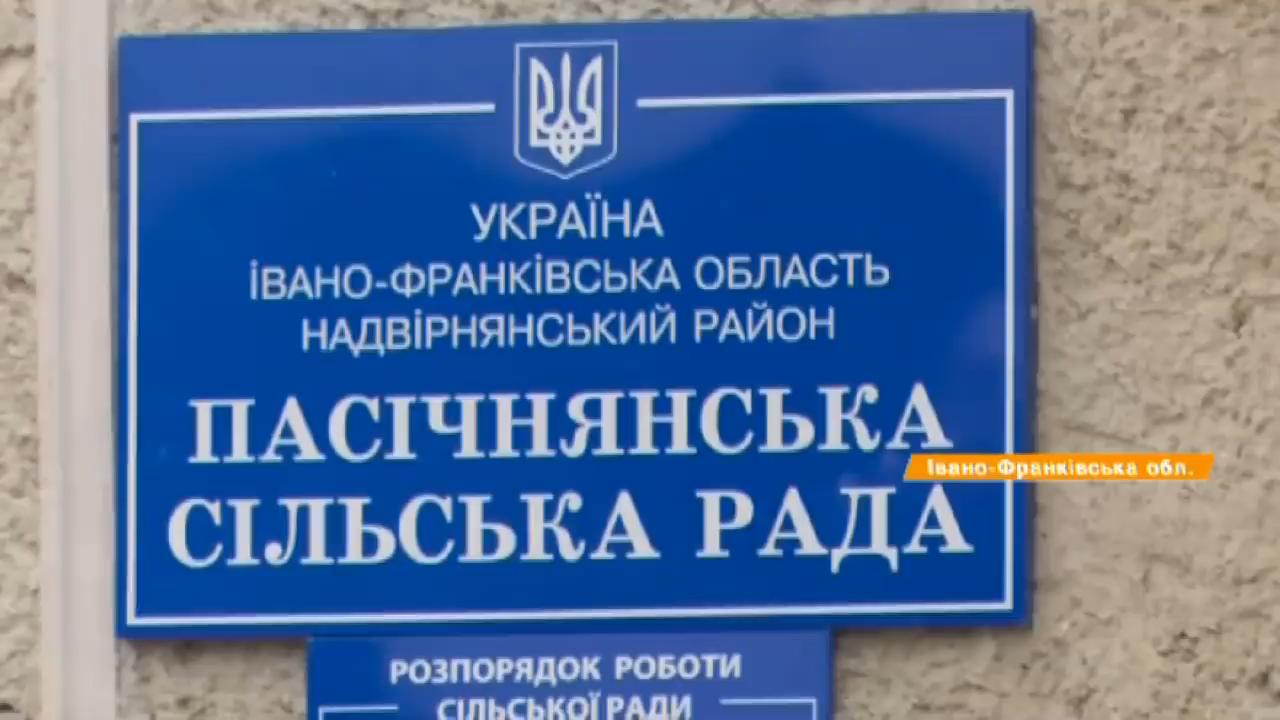 УКРАЇНА
ІВАНО-ФРАНКІВСЬКА ОБЛАСТЬ
НАДВІРНЯНСЬКИЙ РАЙОН
ПАСІЧНЯНСЬКА
Івано-Франківська обл.
СІЛЬСЬКА РАДА
РОЗПОРЯДОК РОБОТИ
СІЛЬСЬКОЇ РАДИ